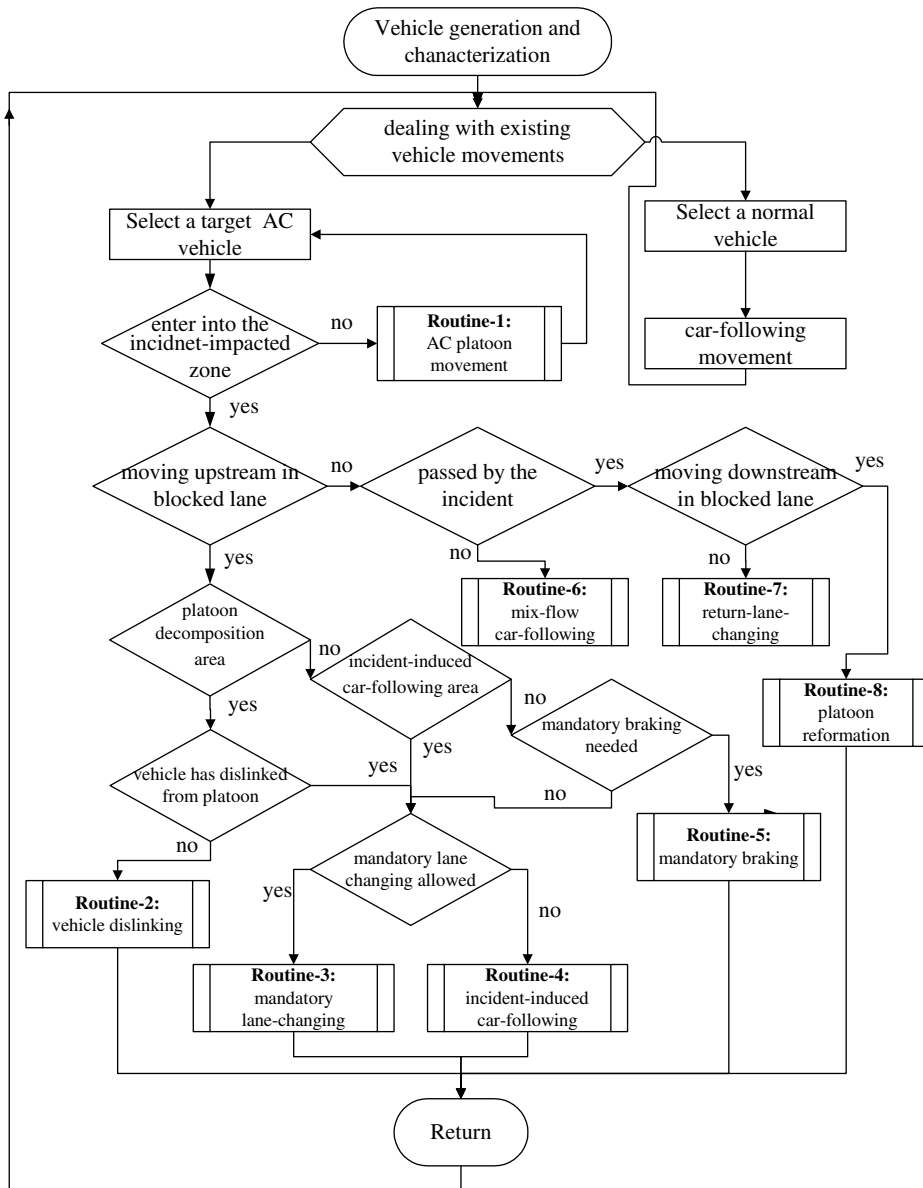 Vehicle generation and
chanacterization
dealing with existing
vehicle movements
Select a target AC
vehicle
Select a normal
vehicle
enter into the
incidnet-impacted
zone
no
Routine-1:
AC platoon
movement
car-following
movement
yes
moving upstream in
blocked lane
no
passed by the
incident
yes
moving downstream
in blocked lane
yes
yes
no
no
Routine-6:
mix-flow
car-following
Routine-7:
return-lane-
changing
platoon
decomposition
area
no
incident-induced
car-following area
no
mandatory braking
needed
Routine-8:
platoon
reformation
yes
yes
yes
vehicle has dislinked
from platoon
yes
no
no
Routine-5:
mandatory braking
mandatory lane
changing allowed
yes
no
Routine-2:
vehicle dislinking
Routine-3:
mandatory
lane-changing
Routine-4:
incident-induced
car-following
Return